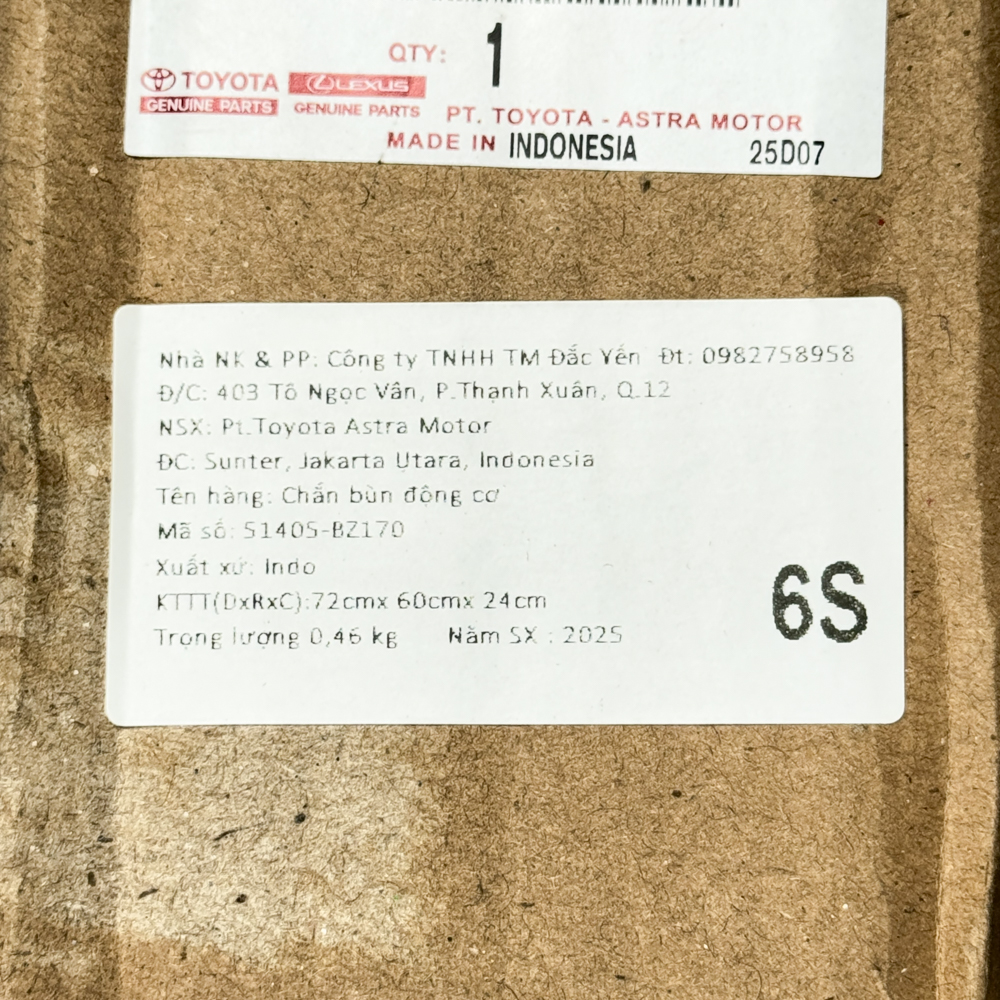 QTY: 1
TOYOTA LEXUS
GENUINE PARTS GENUINE PARTS PT. TOYOTA - ASTRA MOTOR
MADE IN INDONESIA 25D07
Nhà NK & PP: Công ty TNHH TM Đắc Yến Đt: 0982758958
Đ/C: 403 Tô Ngọc Vân, P.Thạnh Xuân, Q.12
NSX: Pt.Toyota Astra Motor
ĐC: Sunter, Jakarta Utara, Indonesia
Tên hàng: Chắn bùn động cơ
Mã số: 51405-BZ170
Xuất xứ: Indo
KTTT(DxRxC):72cmx 60cmx 24cm
6S
Trọng lượng 0,46 kg Năm SX : 2025